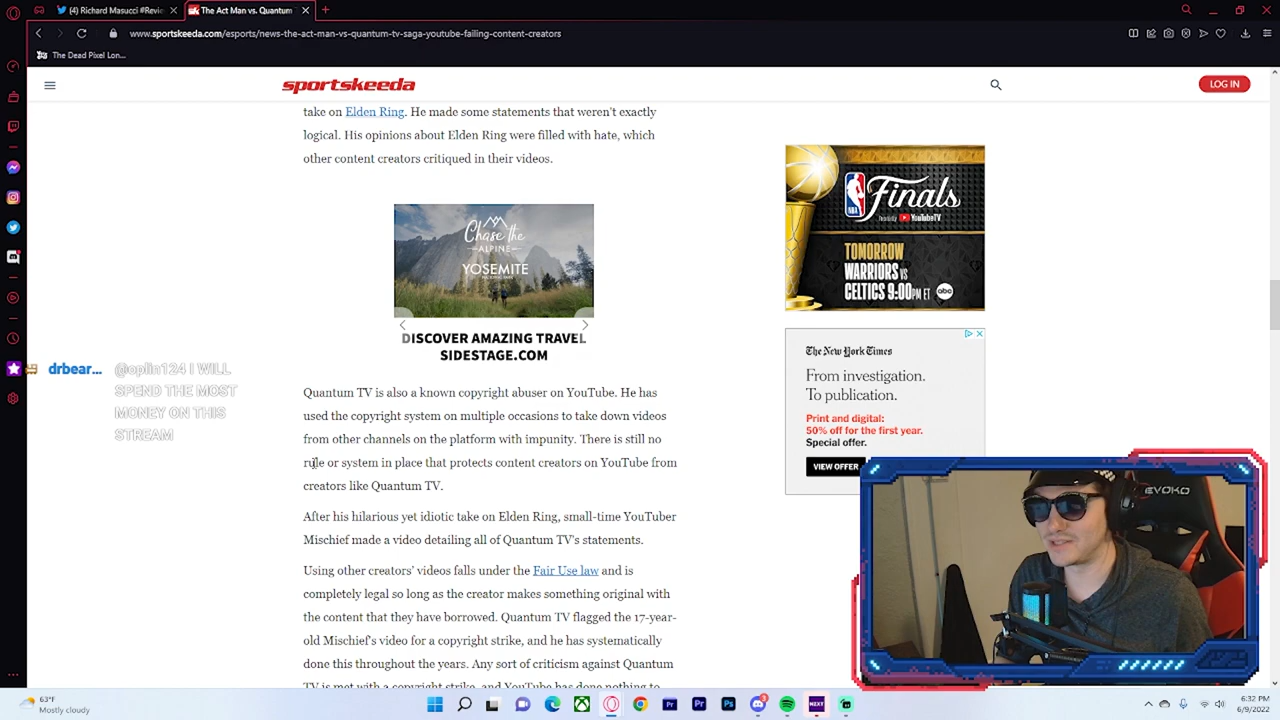 (4) Richard Masucci #Revie
The Act Man vs. Quantum
www.sportskeeda.com/esports/news-the-act-man-vs-quantum-tv-saga-youtube-failing-content-creators
The Dead Pixel Lon...
sportskeeda
LOG IN
take on Elden Ring. He made some statements that weren't exactly
logical. His opinions about Elden Ring were filled with hate, which
other content creators critiqued in their videos.
Chase the
ALPINE
YOSEMITE
DISCOVER AMAZING TRAVEL
SIDESTAGE.COM
Quantum TV is also a known copyright abuser on YouTube. He has
used the copyright system on multiple occasions to take down videos
from other channels on the platform with impunity. There is still no
rule or system in place that protects content creators on YouTube from
creators like Quantum TV.
After his hilarious yet idiotic take on Elden Ring, small-time YouTuber
Mischief made a video detailing all of Quantum TV's statements.
Using other creators' videos falls under the Fair Use law and is
completely legal so long as the creator makes something original with
the content that they have borrowed. Quantum TV flagged the 17-year-
old Mischief's video for a copyright strike, and he has systematically
done this throughout the years. Any sort of criticism against Quantum
TV is met with a copyright strike, and YouTube has done nothing to
NBA
Finals
Presented by YouTubeTV
TOMORROW
WARRIORS VS
CELTICS 9:00PM ET
abc
The New York Times
From investigation.
To publication.
Print and digital:
50% off for the first year.
Special offer.
VIEW OFFER
drbear...
@oplin124 I WILL
SPEND THE MOST
MONEY ON THIS
STREAM
EVOKO
63°F
Mostly cloudy
Pr
Pr
Ps
3
NEXT
6:32 PM
6/9/2022